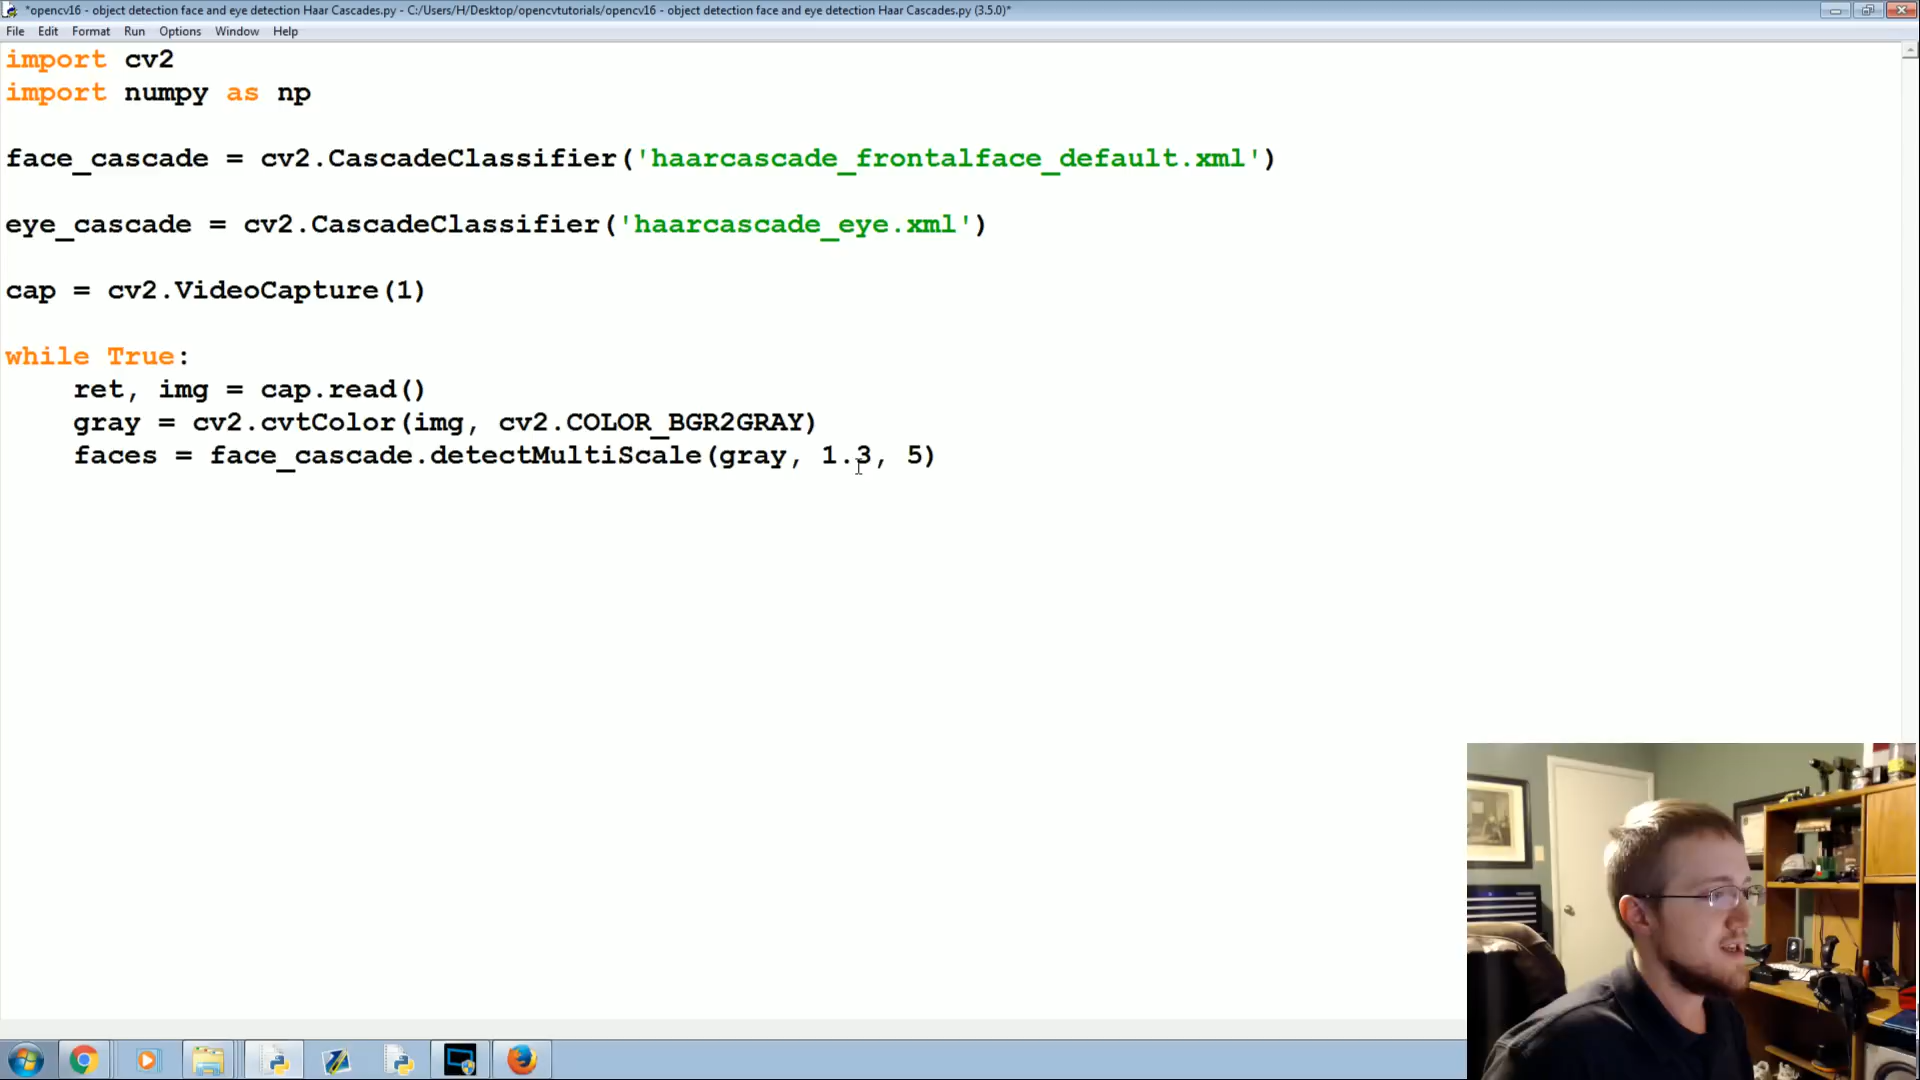 *opencv16 - object detection face and eye detection Haar Cascades.py - C:/Users/H/Desktop/opencvtutorials/opencv16 - object detection face and eye detection Haar Cascades.py (3.5.0)*
File Edit Format Run Options Window Help
import cv2
import numpy as np
face_cascade = cv2.CascadeClassifier('haarcascade_frontalface_default.xml')
eye_cascade = cv2.CascadeClassifier('haarcascade_eye.xml')
cap = cv2.VideoCapture(1)
while True:
ret, img = cap.read()
gray = cv2.cvtColor(img, cv2.COLOR_BGR2GRAY)
faces = face_cascade.detectMultiScale(gray, 1.3, 5)